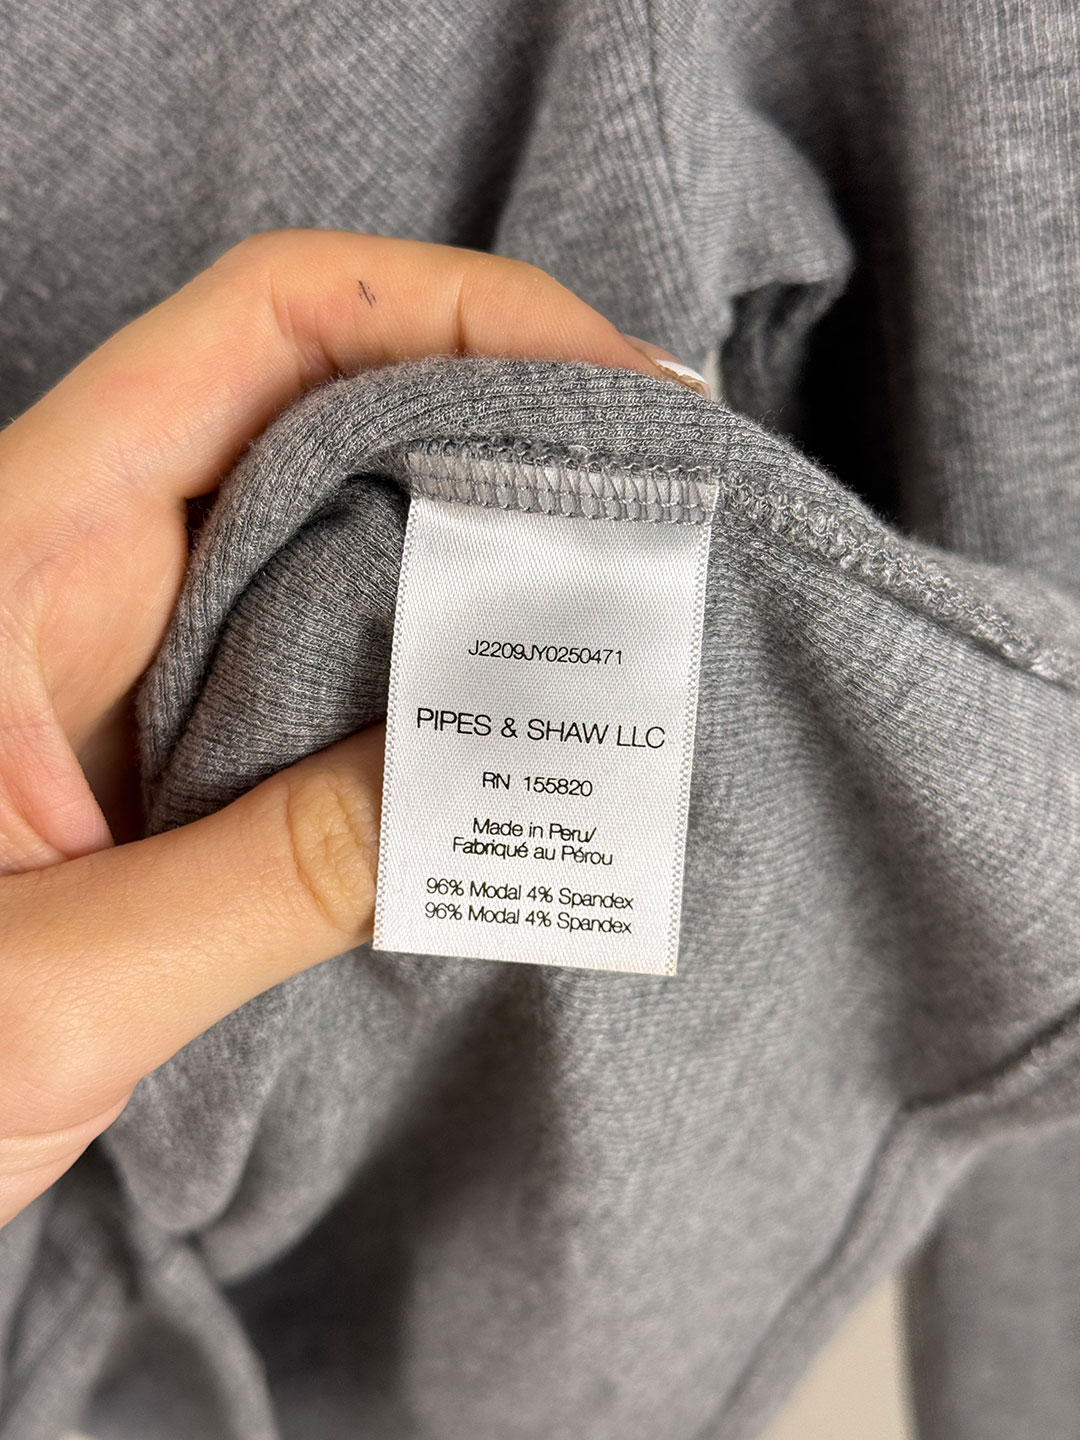 J2209JY0250471
PIPES & SHAW LLC
RN 155820
Made in Peru/
Fabriqué au Pérou
96% Modal 4% Spandex
96% Modal 4% Spandex